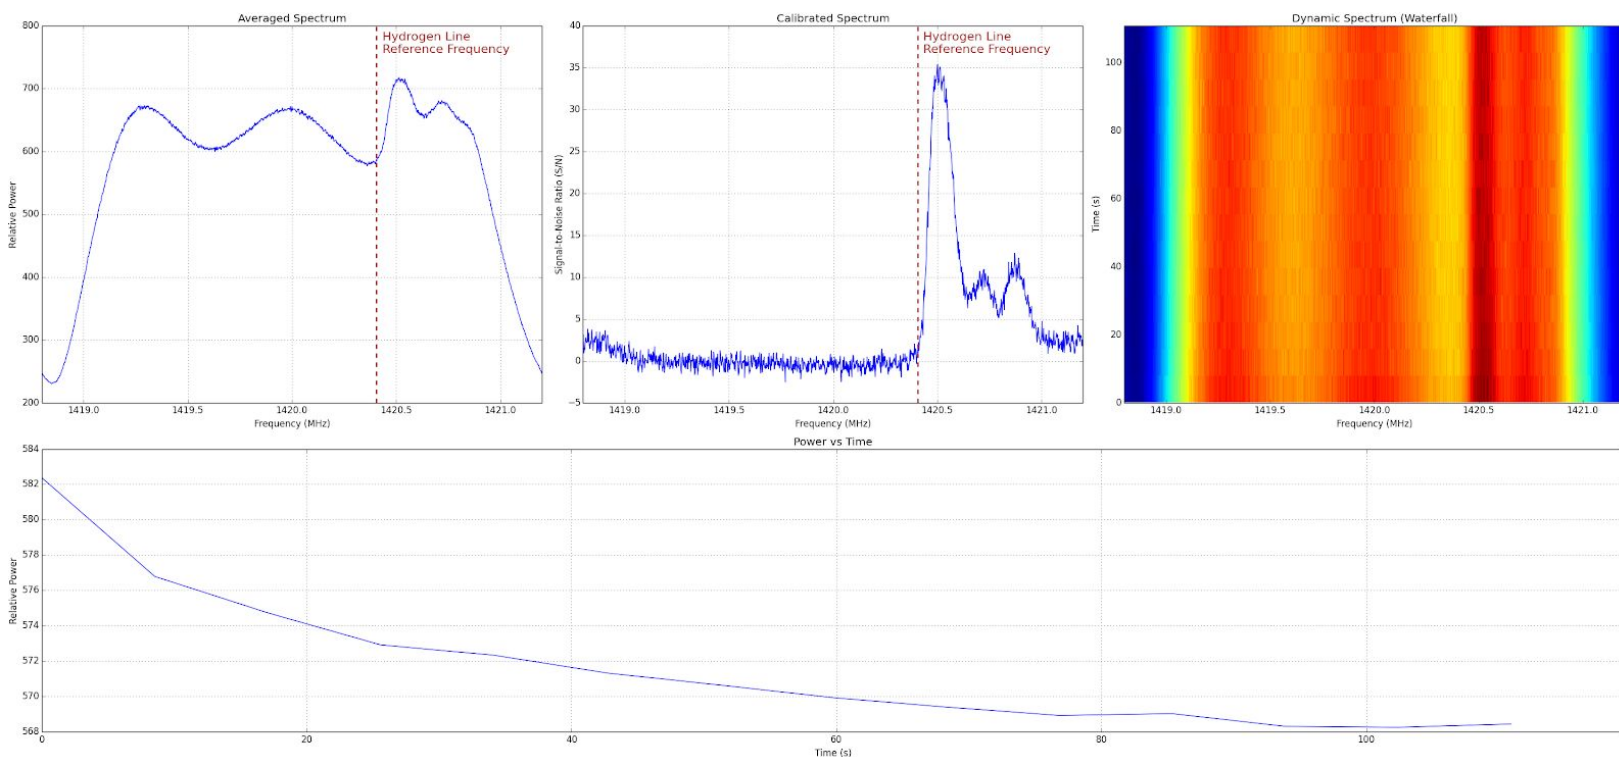 Averaged Spectrum
800
700
600
500
400
300
200
Relative Power
Hydrogen Line
Reference Frequency
1419.0 1419.5 1420.0 1420.5 1421.0
Frequency (MHz)
Calibrated Spectrum
40
35
30
25
20
15
10
5
0
−5
Signal-to-Noise Ratio (S/N)
Hydrogen Line
Reference Frequency
1419.0 1419.5 1420.0 1420.5 1421.0
Frequency (MHz)
Dynamic Spectrum (Waterfall)
100
80
60
40
20
0
Time (s)
1419.0 1419.5 1420.0 1420.5 1421.0
Frequency (MHz)
Power vs Time
584
582
580
578
576
574
572
570
568
Relative Power
0 20 40 60 80 100
Time (s)